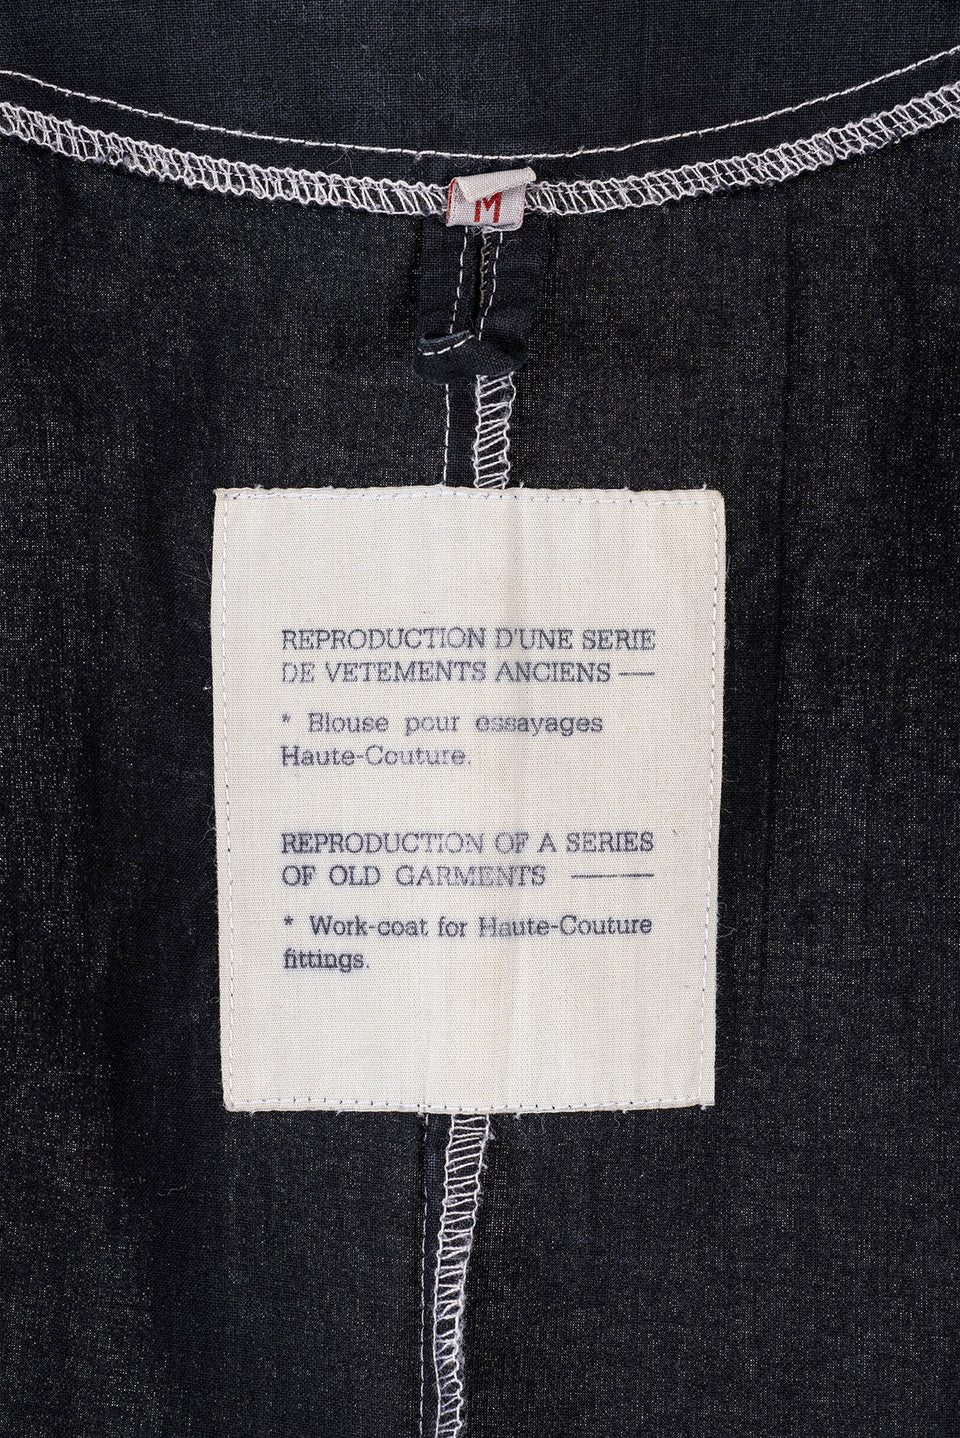 M
REPRODUCTION D'UNE SERIE
DE VETEMENTS ANCIENS —
* Blouse pour essayages
Haute-Couture.
REPRODUCTION OF A SERIES
OF OLD GARMENTS ——
* Work-coat for Haute-Couture
fittings.